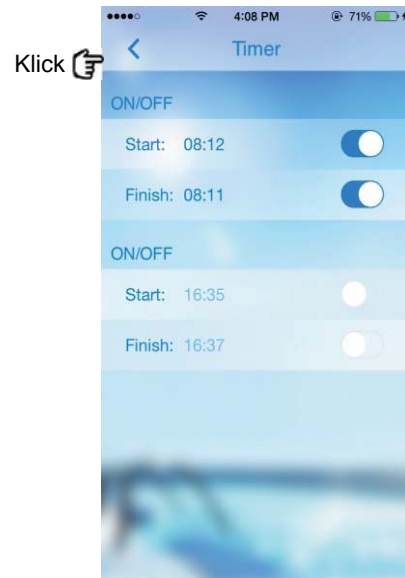 4:08 PM 71%
Klick
Timer
ON/OFF
Start: 08:12
Finish: 08:11
ON/OFF
Start: 16:35
Finish: 16:37